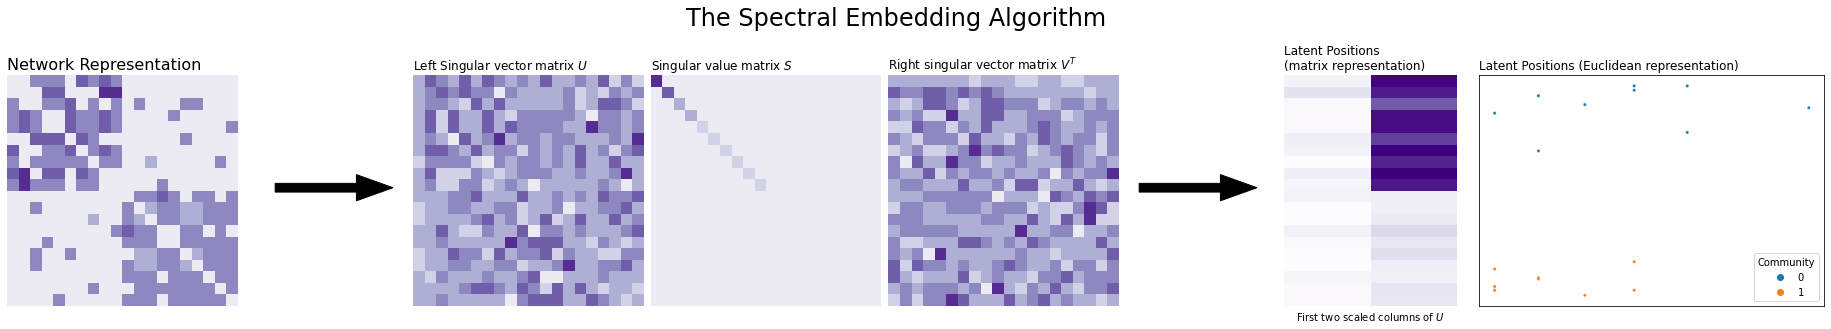 The Spectral Embedding Algorithm
Network Representation
Left Singular vector matrix U
Singular value matrix S
Right singular vector matrix V^T
Latent Positions
(matrix representation)
First two scaled columns of U
Latent Positions (Euclidean representation)
Community
0
1